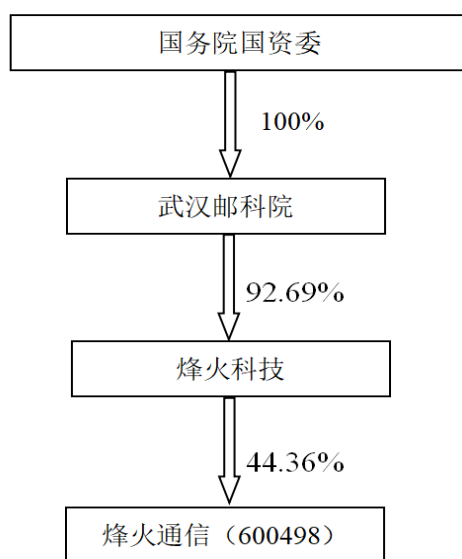 国务院国资委
100%
武汉邮科院
92.69%
烽火科技
44.36%
烽火通信（600498）